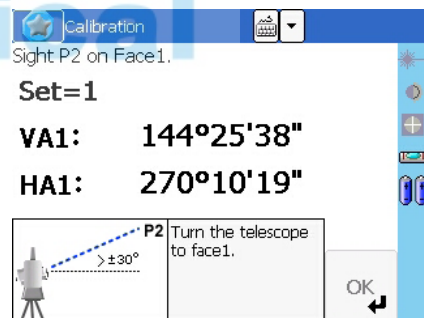 Calibration
Sight P2 on Face1.
Set=1
VA1: 144°25'38"
HA1: 270°10'19"
P2
>±30°
Turn the telescope
to face1.
OK